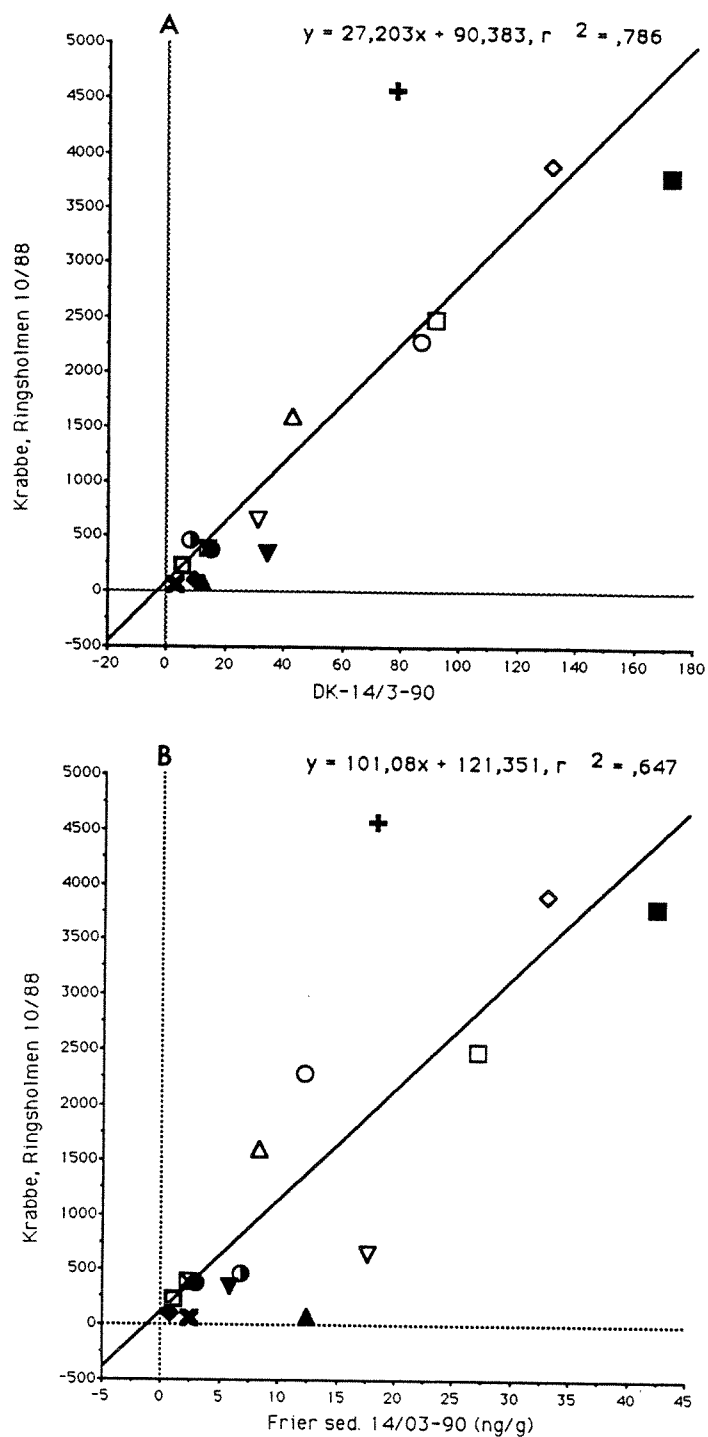 A
y = 27,203x + 90,383, r 2 = ,786
5000
4500
4000
3500
3000
2500
2000
1500
1000
500
0
-500
Krabbe, Ringsholmen 10/88
-20 0 20 40 60 80 100 120 140 160 180
DK-14/3-90
B
y = 101,08x + 121,351, r 2 = ,647
5000
4500
4000
3500
3000
2500
2000
1500
1000
500
0
-500
Krabbe, Ringsholmen 10/88
-5 0 5 10 15 20 25 30 35 40 45
Frier sed. 14/03-90 (ng/g)